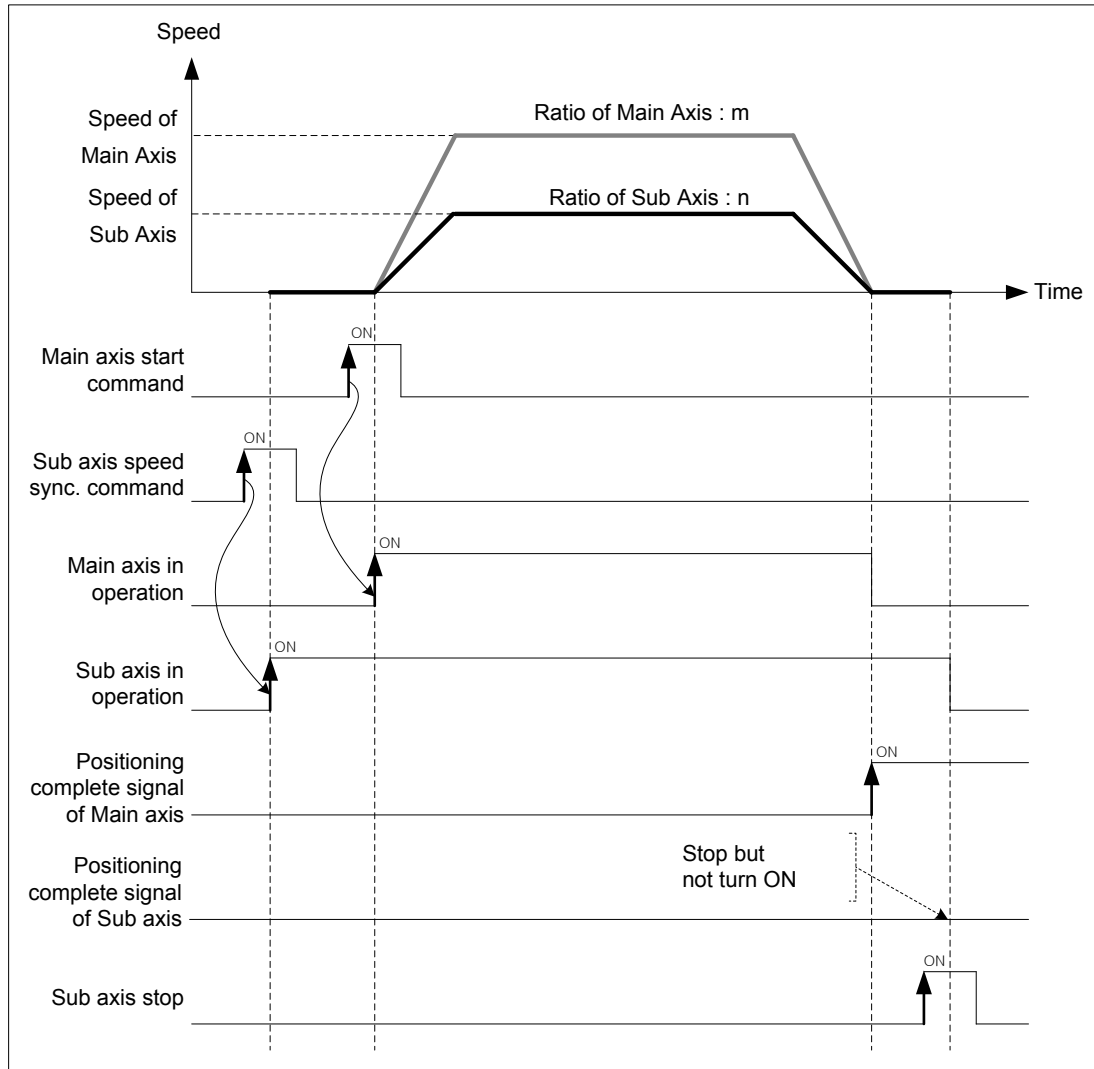 Speed
Speed of
Main Axis
Ratio of Main Axis : m
Speed of
Sub Axis
Ratio of Sub Axis : n
Time
ON
Main axis start
command
ON
Sub axis speed
sync. command
ON
Main axis in
operation
ON
Sub axis in
operation
Positioning
complete signal
of Main axis
ON
Positioning
complete signal
of Sub axis
Stop but
not turn ON
ON
Sub axis stop